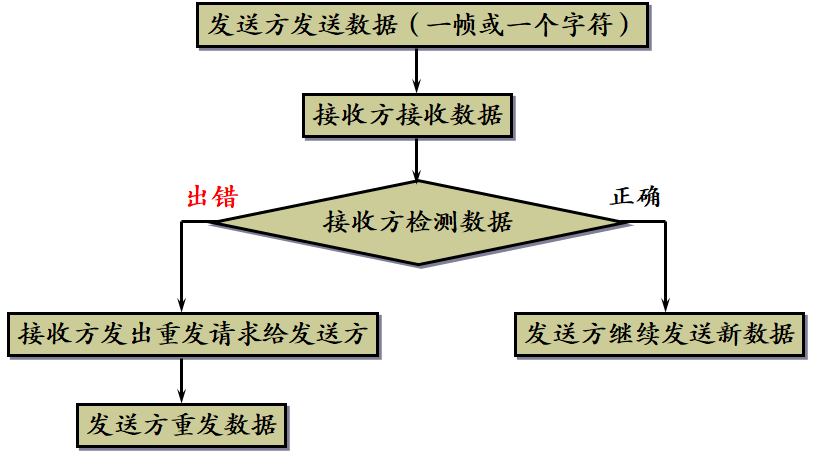 发送方发送数据（一帧或一个字符）
接收方接收数据
出错
正确
接收方检测数据
接收方发出重发请求给发送方
发送方继续发送新数据
发送方重发数据